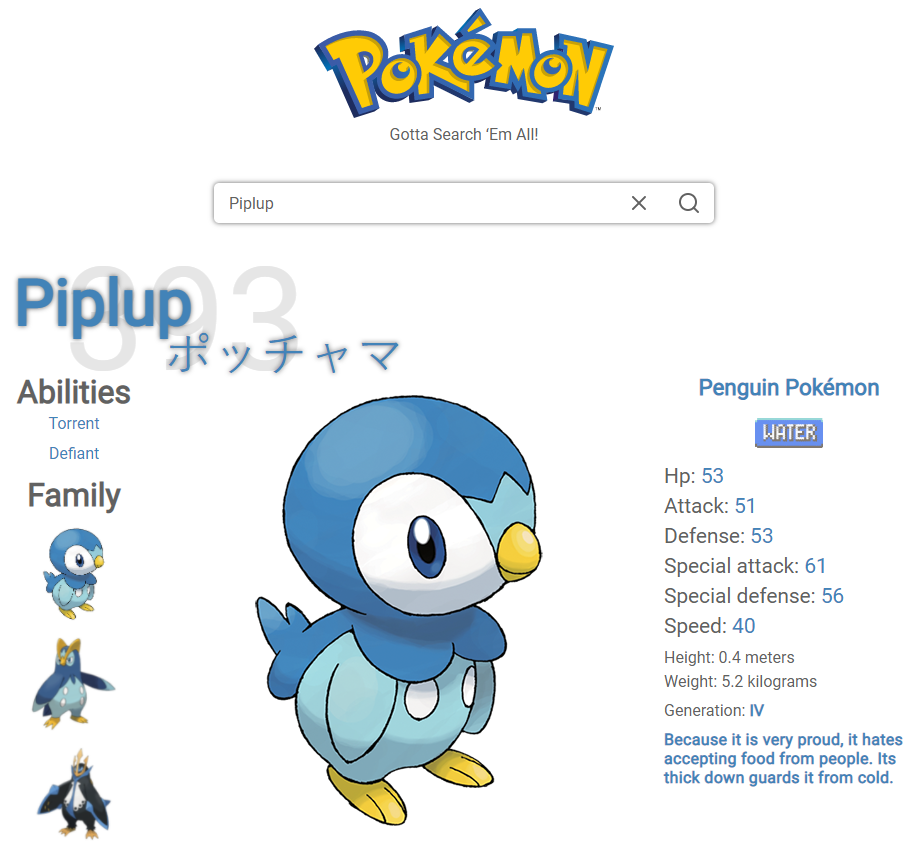 POKéMON
™
Gotta Search ‘Em All!
Piplup
393
Piplup
ポッチャマ
Abilities
Torrent
Defiant
Family
Penguin Pokémon
WATER
Hp: 53
Attack: 51
Defense: 53
Special attack: 61
Special defense: 56
Speed: 40
Height: 0.4 meters
Weight: 5.2 kilograms
Generation: IV
Because it is very proud, it hates
accepting food from people. Its
thick down guards it from cold.